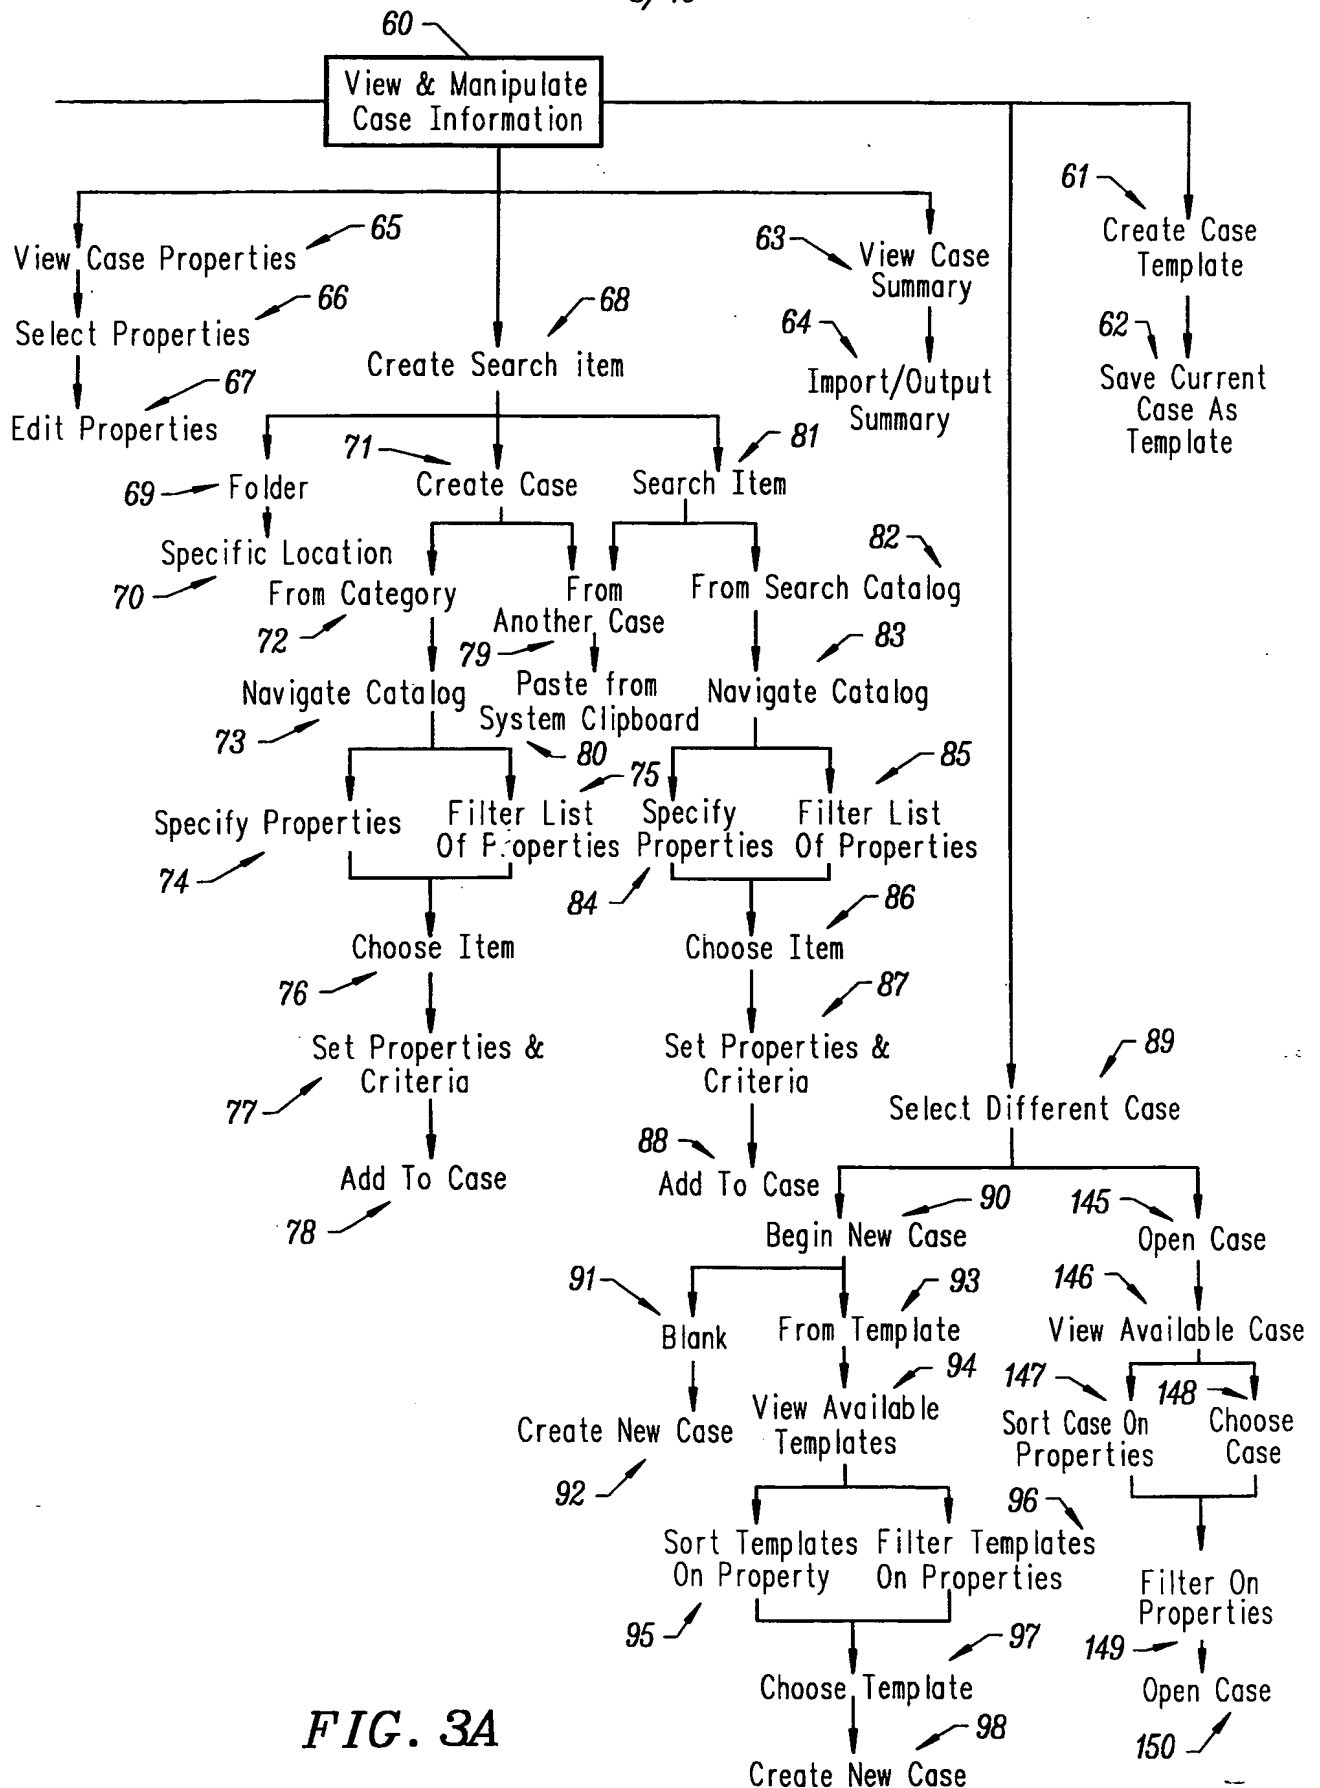 60
View & Manipulate
Case Information
61
Create Case
Template
65
View Case Properties
63
View Case
Summary
66
Select Properties
68
Create Search item
64
Import/Output
Summary
62
Save Current
Case As
Template
67
Edit Properties
71
81
69
Folder
Create Case
Search Item
Specific Location
70
82
From Category
72
From
Another Case
79
From Search Catalog
83
Navigate Catalog
73
Paste from
System Clipboard
80
Navigate Catalog
75
85
Specify Properties
74
Filter List
Of Properties
Specify
Properties
84
Filter List
Of Properties
86
Choose Item
76
Choose Item
87
Set Properties &
Criteria
77
Set Properties &
Criteria
89
Select Different Case
88
Add To Case
78
Add To Case
90
Begin New Case
145
Open Case
91
Blank
93
From Template
146
View Available Case
94
View Available
Templates
147
Sort Case On
Properties
148
Choose
Case
Create New Case
92
96
Sort Templates
On Property
95
Filter Templates
On Properties
Filter On
Properties
149
97
Choose Template
Open Case
150
98
Create New Case
FIG. 3A